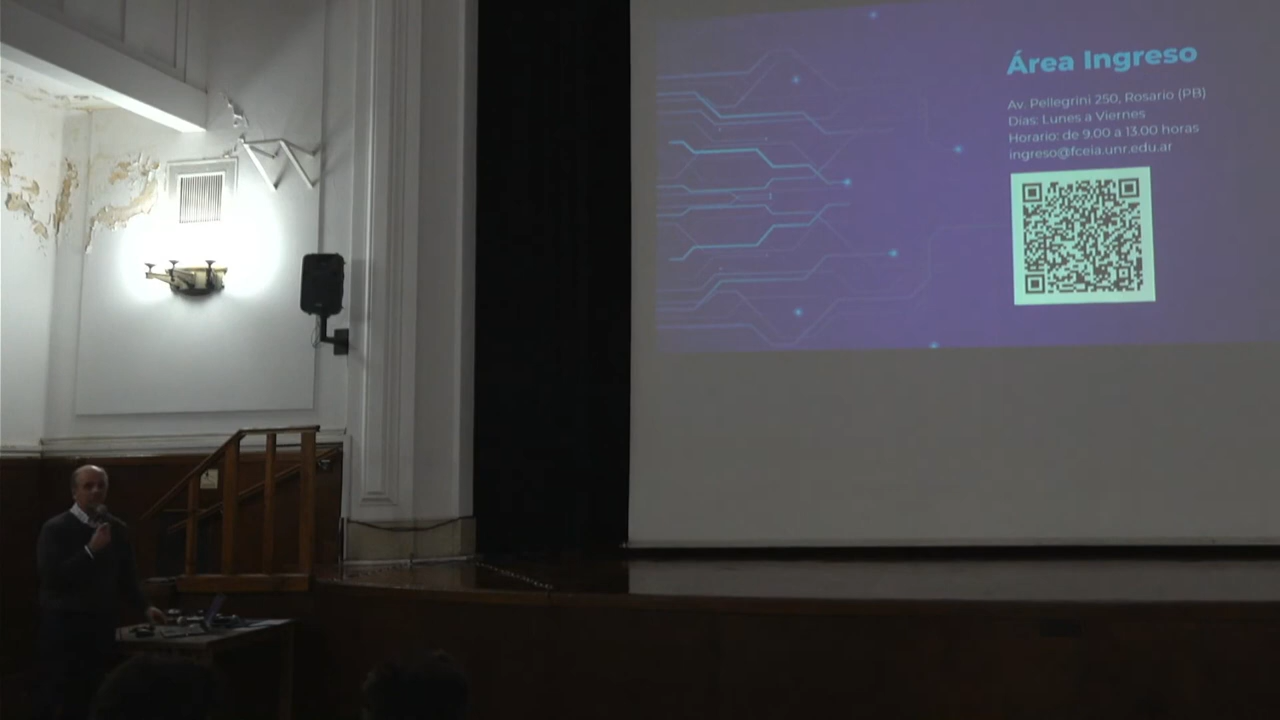 Área Ingreso
Av. Pellegrini 250, Rosario (PB)
Días: Lunes a Viernes
Horario: de 9.00 a 13.00 horas
ingreso@fceia.unr.edu.ar